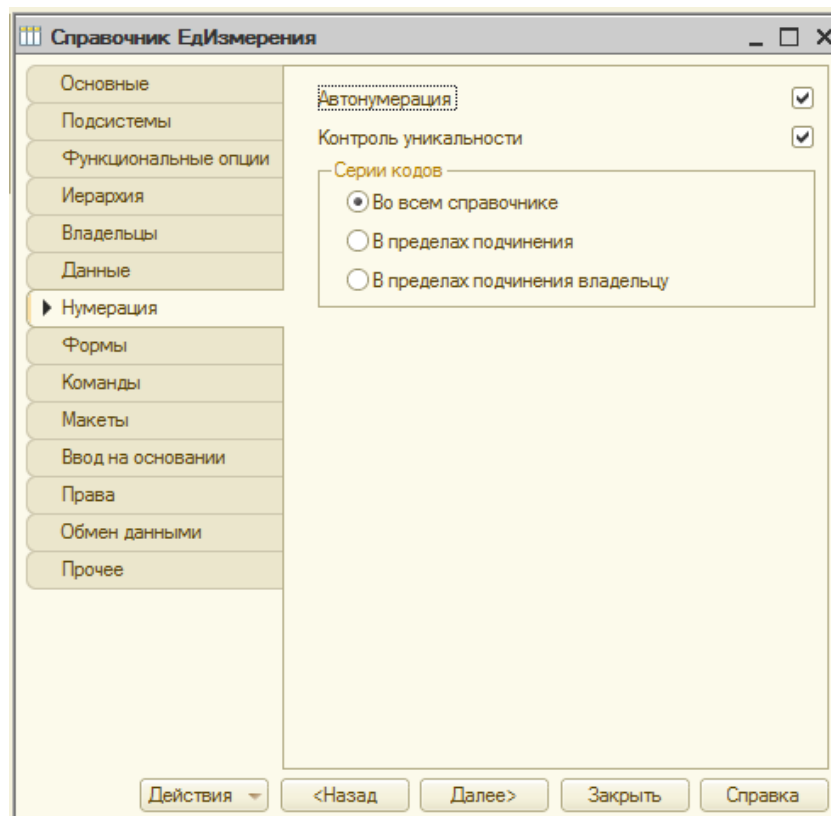 Справочник ЕдИзмерения
Основные
Подсистемы
Функциональные опции
Иерархия
Владельцы
Данные
Нумерация
Формы
Команды
Макеты
Ввод на основании
Права
Обмен данными
Прочее
Автонумерация
Контроль уникальности
Серии кодов
Во всем справочнике
В пределах подчинения
В пределах подчинения владельцу
Действия
<Назад
Далее>
Закрыть
Справка